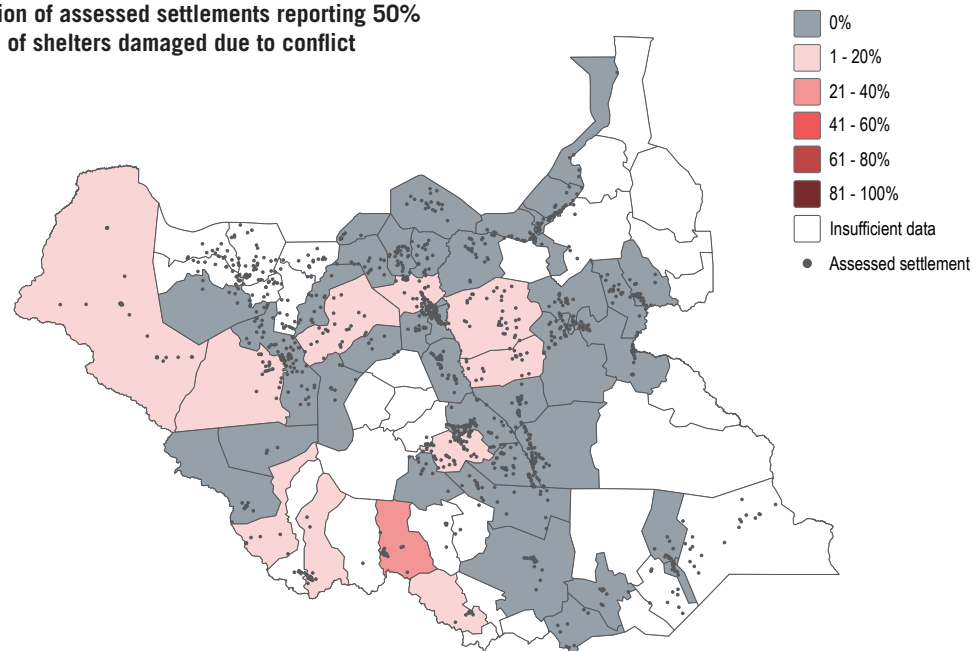 of assessed settlements reporting 50%
of shelters damaged due to conflict
0%
1 - 20%
21 - 40%
41 - 60%
61 - 80%
81 - 100%
Insufficient data
Assessed settlement